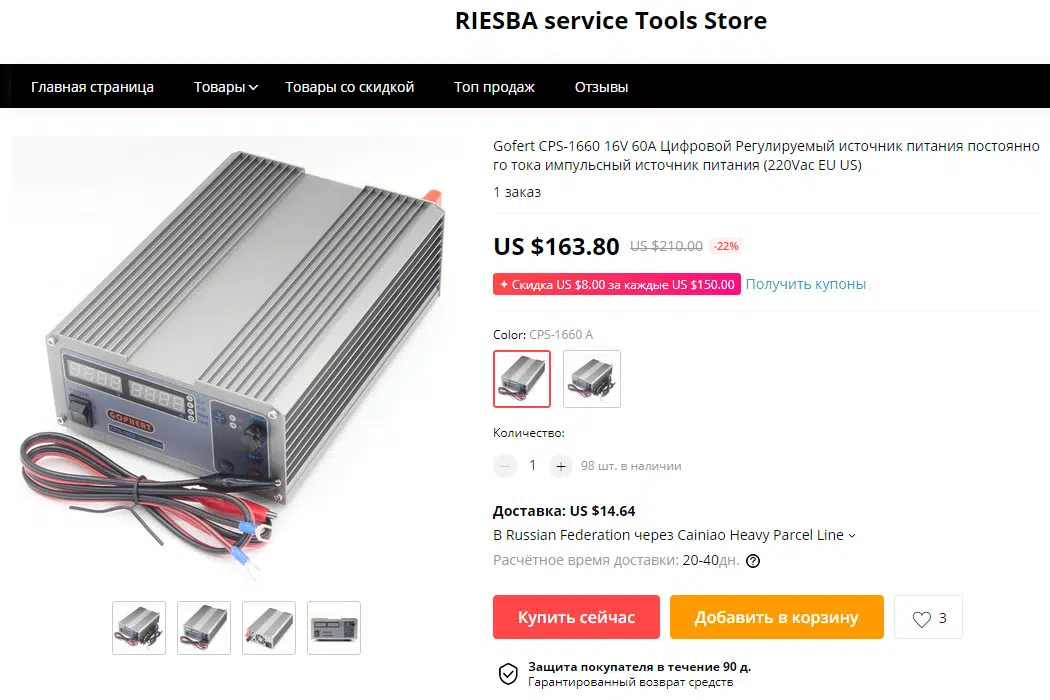 RIESBA service Tools Store
Главная страница
Товары
Товары со скидкой
Топ продаж
Отзывы
Gofert CPS-1660 16V 60A Цифровой Регулируемый источник питания постоянно
го тока импульсный источник питания (220Vac EU US)
1 заказ
US $163.80 US $210.00 -22%
+ Скидка US $8.00 за каждые US $150.00 Получить купоны
Color: CPS-1660 A
GOPHERT
Количество:
− 1 + 98 шт. в наличии
Доставка: US $14.64
В Russian Federation через Cainiao Heavy Parcel Line
Расчётное время доставки: 20-40дн. ?
Купить сейчас
Добавить в корзину
3
Защита покупателя в течение 90 д.
Гарантированный возврат средств